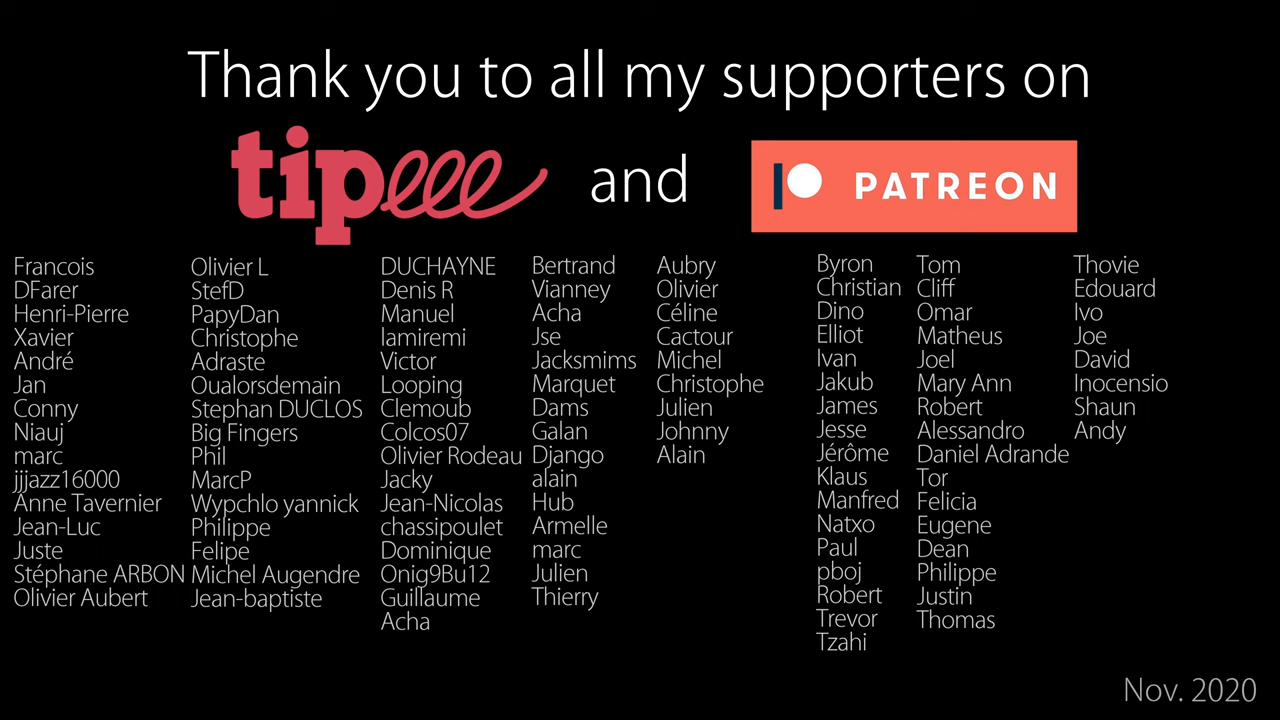 Thank you to all my supporters on
tipeee and PATREON
Francois
DFarer
Henri-Pierre
Xavier
André
Jan
Conny
Niauj
marc
jjjazz16000
Anne Tavernier
Jean-Luc
Juste
Stéphane ARBON
Olivier Aubert
Olivier L
StefD
PapyDan
Christophe
Adraste
Oualorsdemain
Stephan DUCLOS
Big Fingers
Phil
MarcP
Wypchlo yannick
Philippe
Felipe
Michel Augendre
Jean-baptiste
DUCHAYNE
Denis R
Manuel
lamiremi
Victor
Looping
Clemoub
Colcos07
Olivier Rodeau
Jacky
Jean-Nicolas
chassipoulet
Dominique
Onig9Bu12
Guillaume
Acha
Bertrand
Vianney
Acha
Jse
Jacksmims
Marquet
Dams
Galan
Django
alain
Hub
Armelle
marc
Julien
Thierry
Aubry
Olivier
Céline
Cactour
Michel
Christophe
Julien
Johnny
Alain
Byron
Christian
Dino
Elliot
Ivan
Jakub
James
Jesse
Jérôme
Klaus
Manfred
Natxo
Paul
pboj
Robert
Trevor
Tzahi
Tom
Cliff
Omar
Matheus
Joel
Mary Ann
Robert
Alessandro
Daniel Adrande
Tor
Felicia
Eugene
Dean
Philippe
Justin
Thomas
Thovie
Edouard
Ivo
Joe
David
Inocensio
Shaun
Andy
Nov. 2020